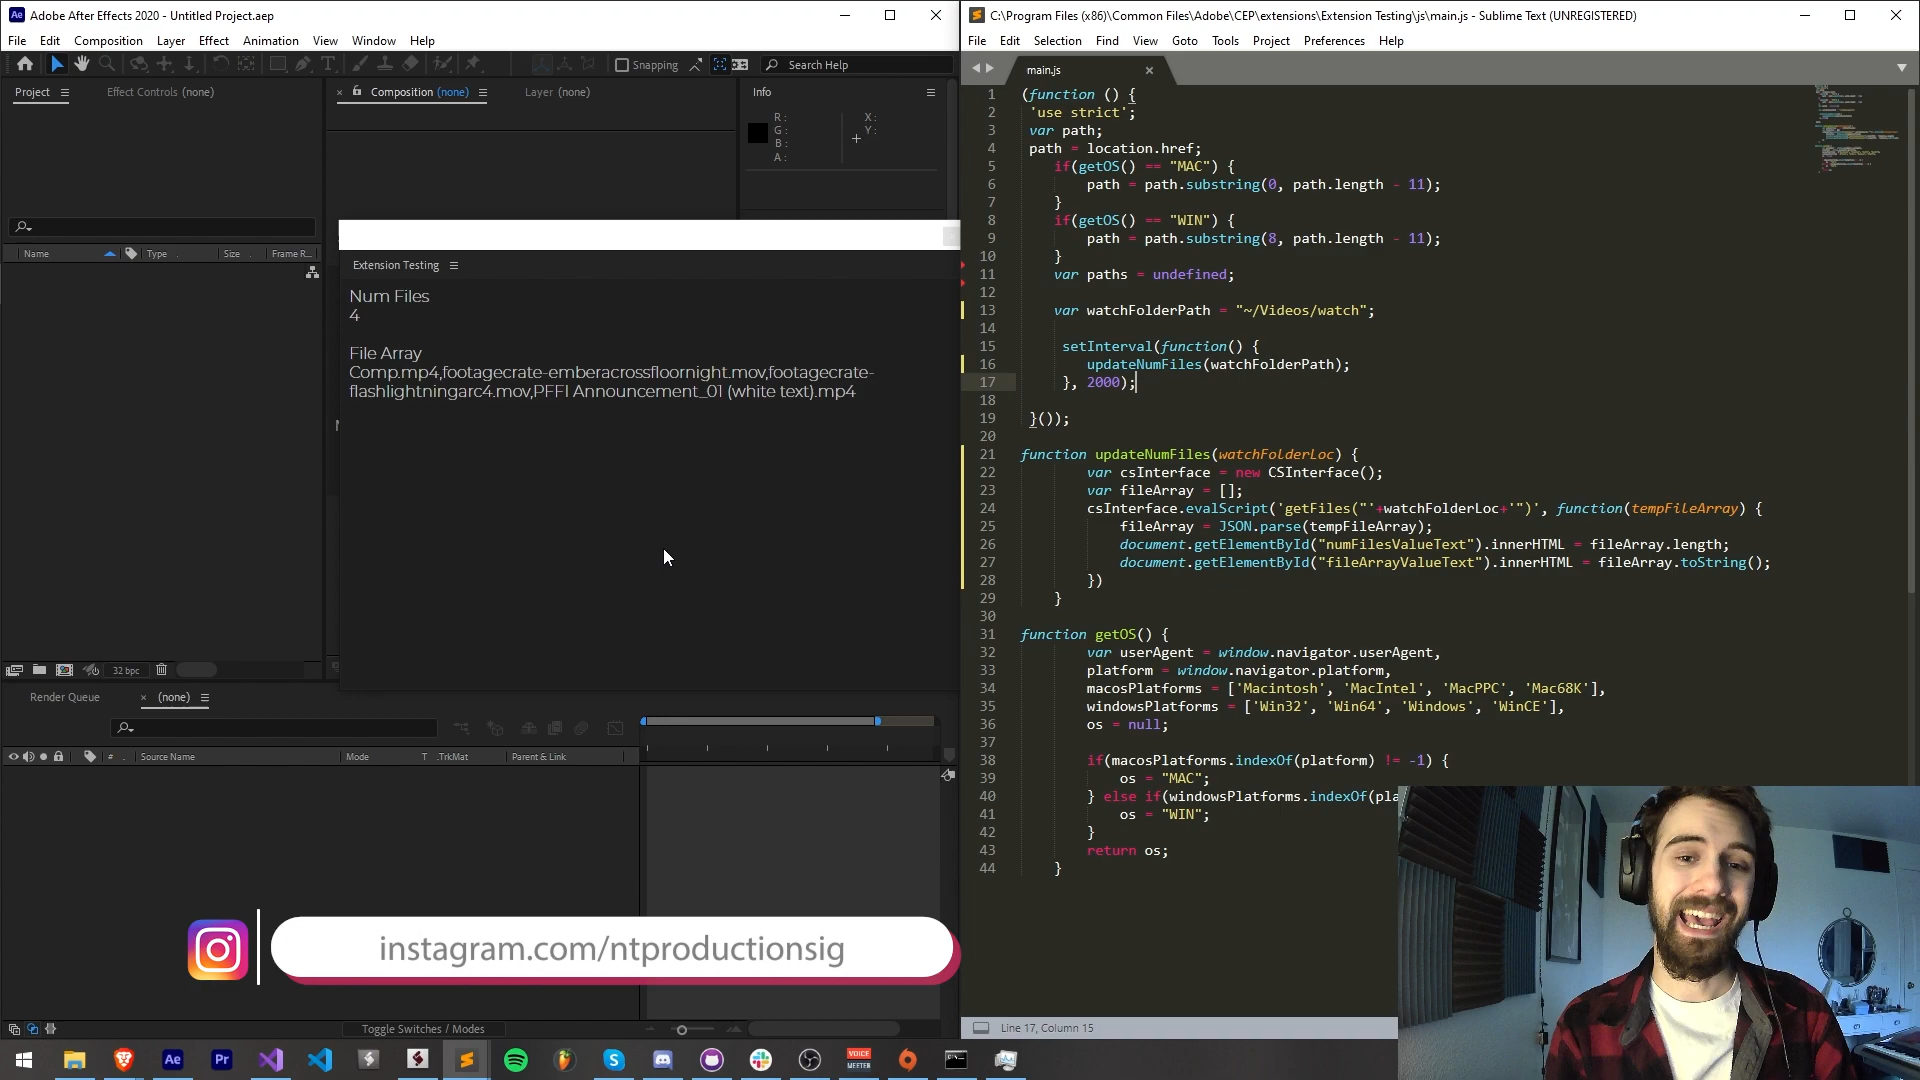 Adobe After Effects 2020 - Untitled Project.aep
File Edit Composition Layer Effect Animation View Window Help
Snapping
Search Help
Project
Effect Controls (none)
Composition (none)
Layer (none)
Info
R:
G:
B:
A:
X:
Y:
Name Type Size Frame R...
Extension Testing
Num Files
4
File Array
Comp.mp4,footagecrate-emberacrossfloornight.mov,footagecrate-
flashlightningarc4.mov,PFFI Announcement_01 (white text).mp4
32 bpc
Render Queue
(none)
# Source Name Mode T .TrkMat Parent & Link
instagram.com/ntproductionsig
Toggle Switches / Modes
C:\Program Files (x86)\Common Files\Adobe\CEP\extensions\Extension Testing\js\main.js - Sublime Text (UNREGISTERED)
File Edit Selection Find View Goto Tools Project Preferences Help
main.js
1 (function () {
2 'use strict';
3 var path;
4 path = location.href;
5 if(getOS() == "MAC") {
6 path = path.substring(0, path.length - 11);
7 }
8 if(getOS() == "WIN") {
9 path = path.substring(8, path.length - 11);
10 }
11 var paths = undefined;
12
13 var watchFolderPath = "~/Videos/watch";
14
15 setInterval(function() {
16 updateNumFiles(watchFolderPath);
17 }, 2000);
18
19 }());
20
21 function updateNumFiles(watchFolderLoc) {
22 var csInterface = new CSInterface();
23 var fileArray = [];
24 csInterface.evalScript('getFiles("'+watchFolderLoc+'")', function(tempFileArray) {
25 fileArray = JSON.parse(tempFileArray);
26 document.getElementById("numFilesValueText").innerHTML = fileArray.length;
27 document.getElementById("fileArrayValueText").innerHTML = fileArray.toString();
28 })
29 }
30
31 function getOS() {
32 var userAgent = window.navigator.userAgent,
33 platform = window.navigator.platform,
34 macosPlatforms = ['Macintosh', 'MacIntel', 'MacPPC', 'Mac68K'],
35 windowsPlatforms = ['Win32', 'Win64', 'Windows', 'WinCE'],
36 os = null;
37
38 if(macosPlatforms.indexOf(platform) != -1) {
39 os = "MAC";
40 } else if(windowsPlatforms.indexOf(pla
41 os = "WIN";
42 }
43 return os;
44 }
Line 17, Column 15
Ae
Pr
VOICE
MEETER